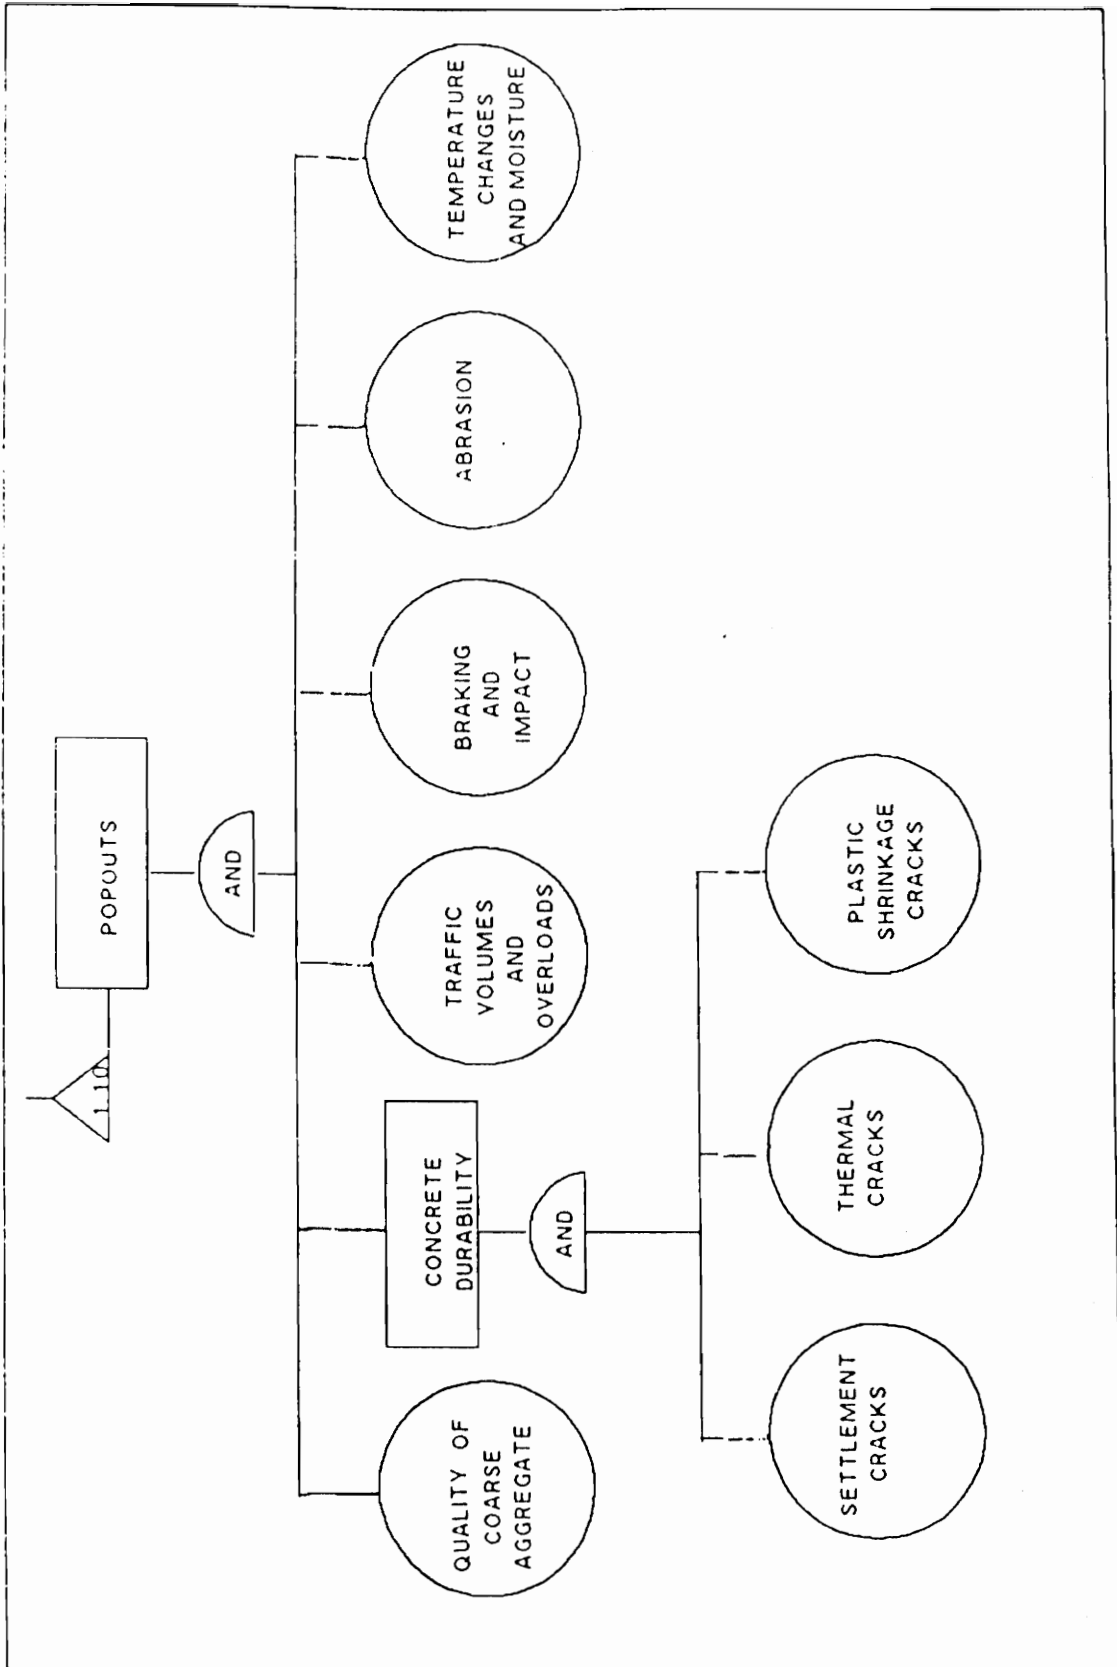 1.10
POPOUTS
AND
QUALITY OF
COARSE
AGGREGATE
CONCRETE
DURABILITY
TRAFFIC
VOLUMES
AND
OVERLOADS
BRAKING
AND
IMPACT
ABRASION
TEMPERATURE
CHANGES
AND MOISTURE
AND
SETTLEMENT
CRACKS
THERMAL
CRACKS
PLASTIC
SHRINKAGE
CRACKS